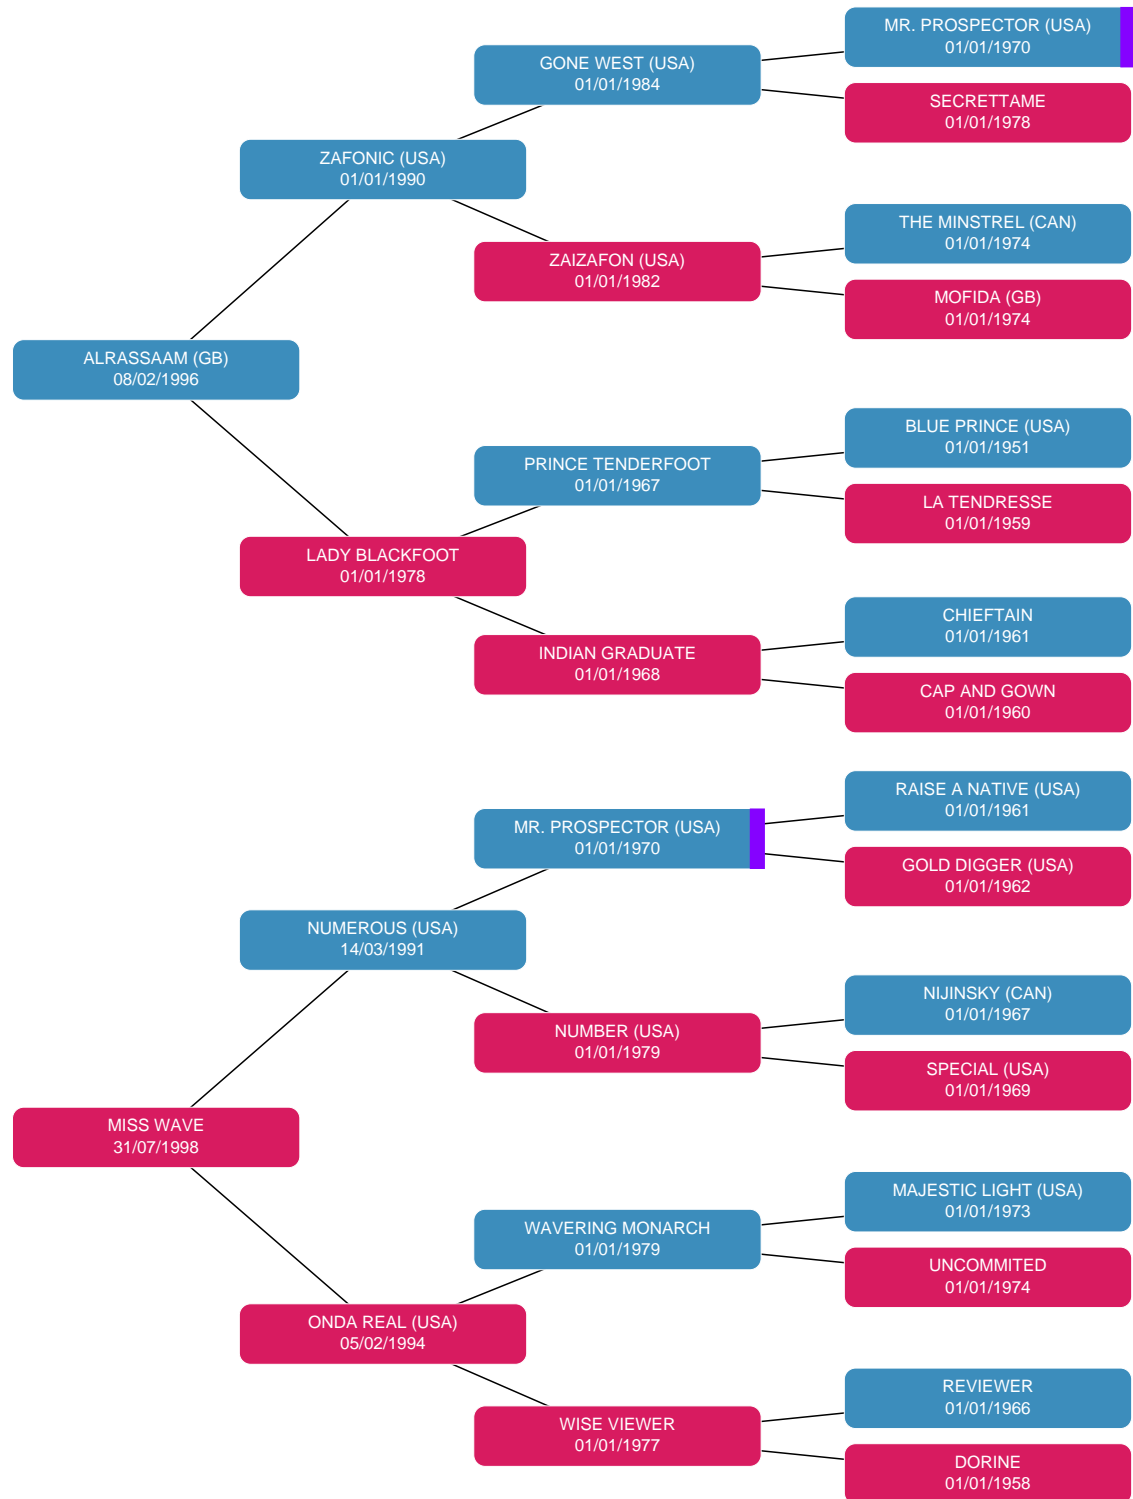 MR. PROSPECTOR (USA)
01/01/1970
GONE WEST (USA)
01/01/1984
SECRETTAME
01/01/1978
ZAFONIC (USA)
01/01/1990
THE MINSTREL (CAN)
01/01/1974
ZAIZAFON (USA)
01/01/1982
MOFIDA (GB)
01/01/1974
ALRASSAAM (GB)
08/02/1996
BLUE PRINCE (USA)
01/01/1951
PRINCE TENDERFOOT
01/01/1967
LA TENDRESSE
01/01/1959
LADY BLACKFOOT
01/01/1978
CHIEFTAIN
01/01/1961
INDIAN GRADUATE
01/01/1968
CAP AND GOWN
01/01/1960
RAISE A NATIVE (USA)
01/01/1961
MR. PROSPECTOR (USA)
01/01/1970
GOLD DIGGER (USA)
01/01/1962
NUMEROUS (USA)
14/03/1991
NIJINSKY (CAN)
01/01/1967
NUMBER (USA)
01/01/1979
SPECIAL (USA)
01/01/1969
MISS WAVE
31/07/1998
MAJESTIC LIGHT (USA)
01/01/1973
WAVERING MONARCH
01/01/1979
UNCOMMITED
01/01/1974
ONDA REAL (USA)
05/02/1994
REVIEWER
01/01/1966
WISE VIEWER
01/01/1977
DORINE
01/01/1958